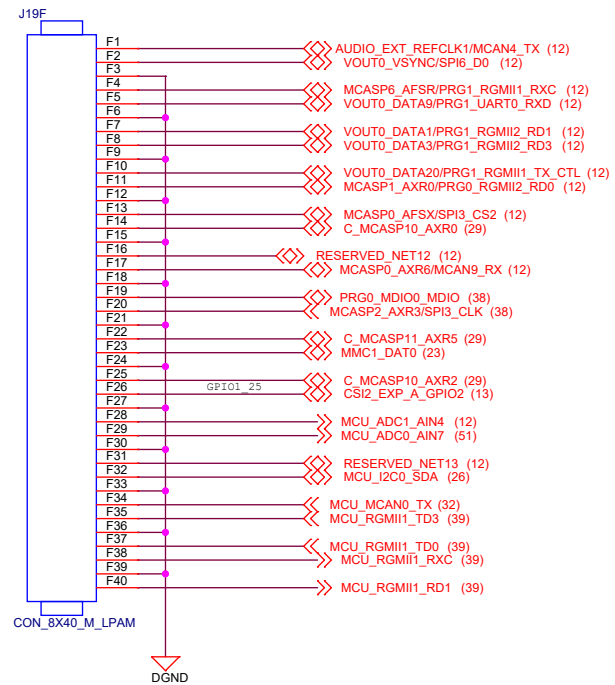 J19F
F1 AUDIO_EXT_REFCLK1/MCAN4_TX (12)
F2 VOUT0_VSYNC/SPI6_D0 (12)
F3
F4 MCASP6_AFSR/PRG1_RGMII1_RXC (12)
F5 VOUT0_DATA9/PRG1_UART0_RXD (12)
F6
F7 VOUT0_DATA1/PRG1_RGMII2_RD1 (12)
F8 VOUT0_DATA3/PRG1_RGMII2_RD3 (12)
F9
F10 VOUT0_DATA20/PRG1_RGMII1_TX_CTL (12)
F11 MCASP1_AXR0/PRG0_RGMII2_RD0 (12)
F12
F13 MCASP0_AFSX/SPI3_CS2 (12)
F14 C_MCASP10_AXR0 (29)
F15
F16 RESERVED_NET12 (12)
F17 MCASP0_AXR6/MCAN9_RX (12)
F18
F19 PRG0_MDIO0_MDIO (38)
F20 MCASP2_AXR3/SPI3_CLK (38)
F21
F22 C_MCASP11_AXR5 (29)
F23 MMC1_DAT0 (23)
F24
F25 C_MCASP10_AXR2 (29)
F26 GPIO1_25 CSI2_EXP_A_GPIO2 (13)
F27
F28 MCU_ADC1_AIN4 (12)
F29 MCU_ADC0_AIN7 (51)
F30
F31 RESERVED_NET13 (12)
F32 MCU_I2C0_SDA (26)
F33
F34 MCU_MCAN0_TX (32)
F35 MCU_RGMII1_TD3 (39)
F36
F37 MCU_RGMII1_TD0 (39)
F38 MCU_RGMII1_RXC (39)
F39
F40 MCU_RGMII1_RD1 (39)
CON_8X40_M_LPAM
DGND